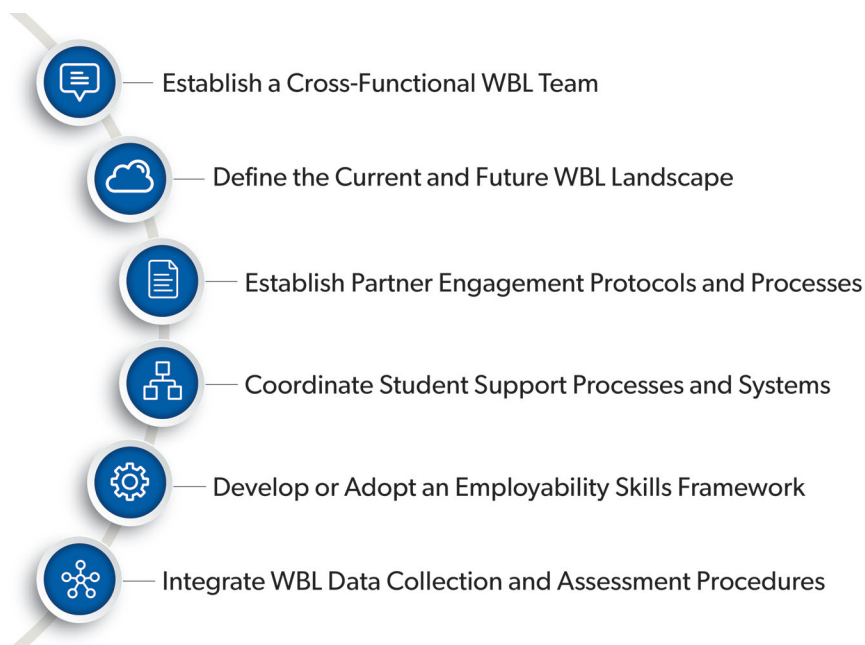 Establish a Cross-Functional WBL Team
Define the Current and Future WBL Landscape
Establish Partner Engagement Protocols and Processes
Coordinate Student Support Processes and Systems
Develop or Adopt an Employability Skills Framework
Integrate WBL Data Collection and Assessment Procedures